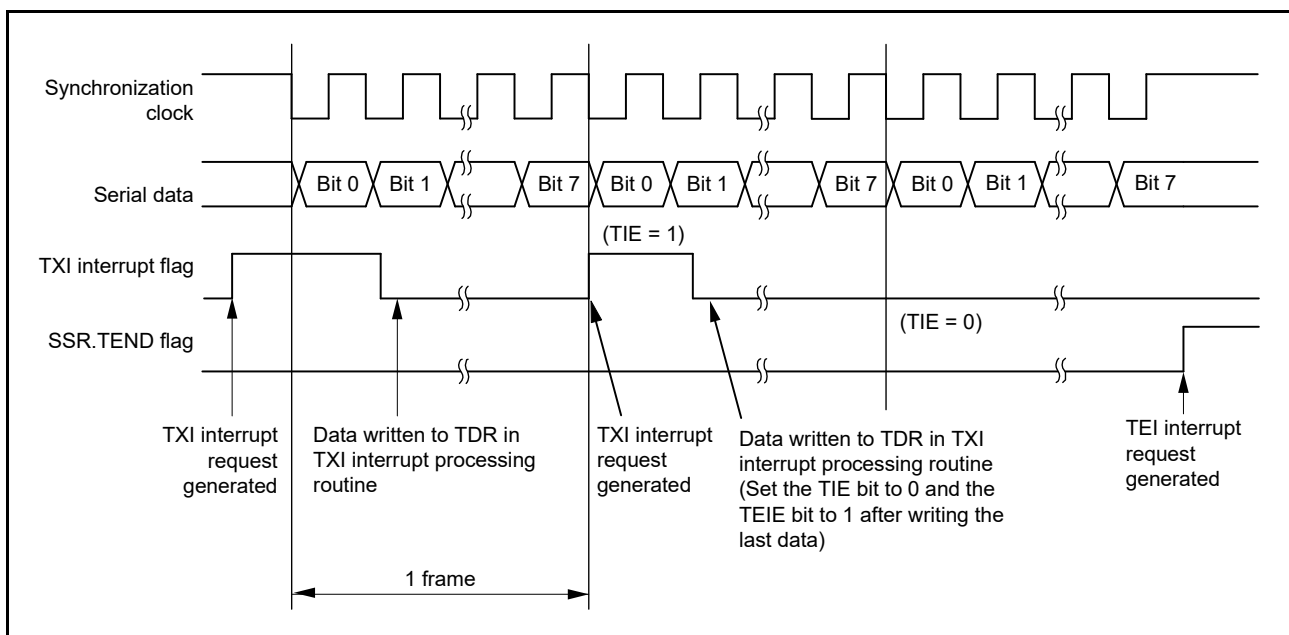 Synchronization
clock
Serial data
Bit 0 Bit 1 Bit 7 Bit 0 Bit 1 Bit 7 Bit 0 Bit 1 Bit 7
(TIE = 1)
TXI interrupt flag
(TIE = 0)
SSR.TEND flag
TXI interrupt
request
generated
Data written to TDR in
TXI interrupt processing
routine
TXI interrupt
request
generated
Data written to TDR in TXI
interrupt processing routine
(Set the TIE bit to 0 and the
TEIE bit to 1 after writing the
last data)
TEI interrupt
request
generated
1 frame